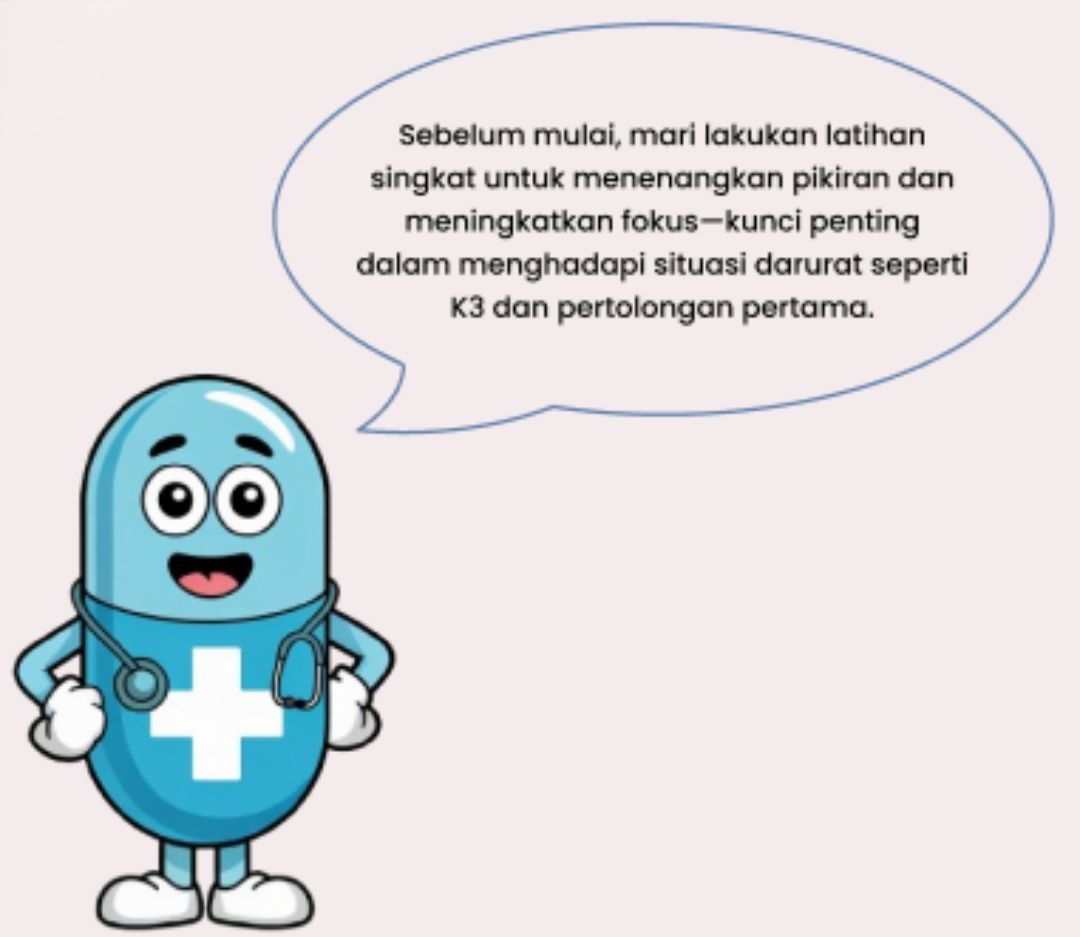 Sebelum mulai, mari lakukan latihan
singkat untuk menenangkan pikiran dan
meningkatkan fokus—kunci penting
dalam menghadapi situasi darurat seperti
K3 dan pertolongan pertama.